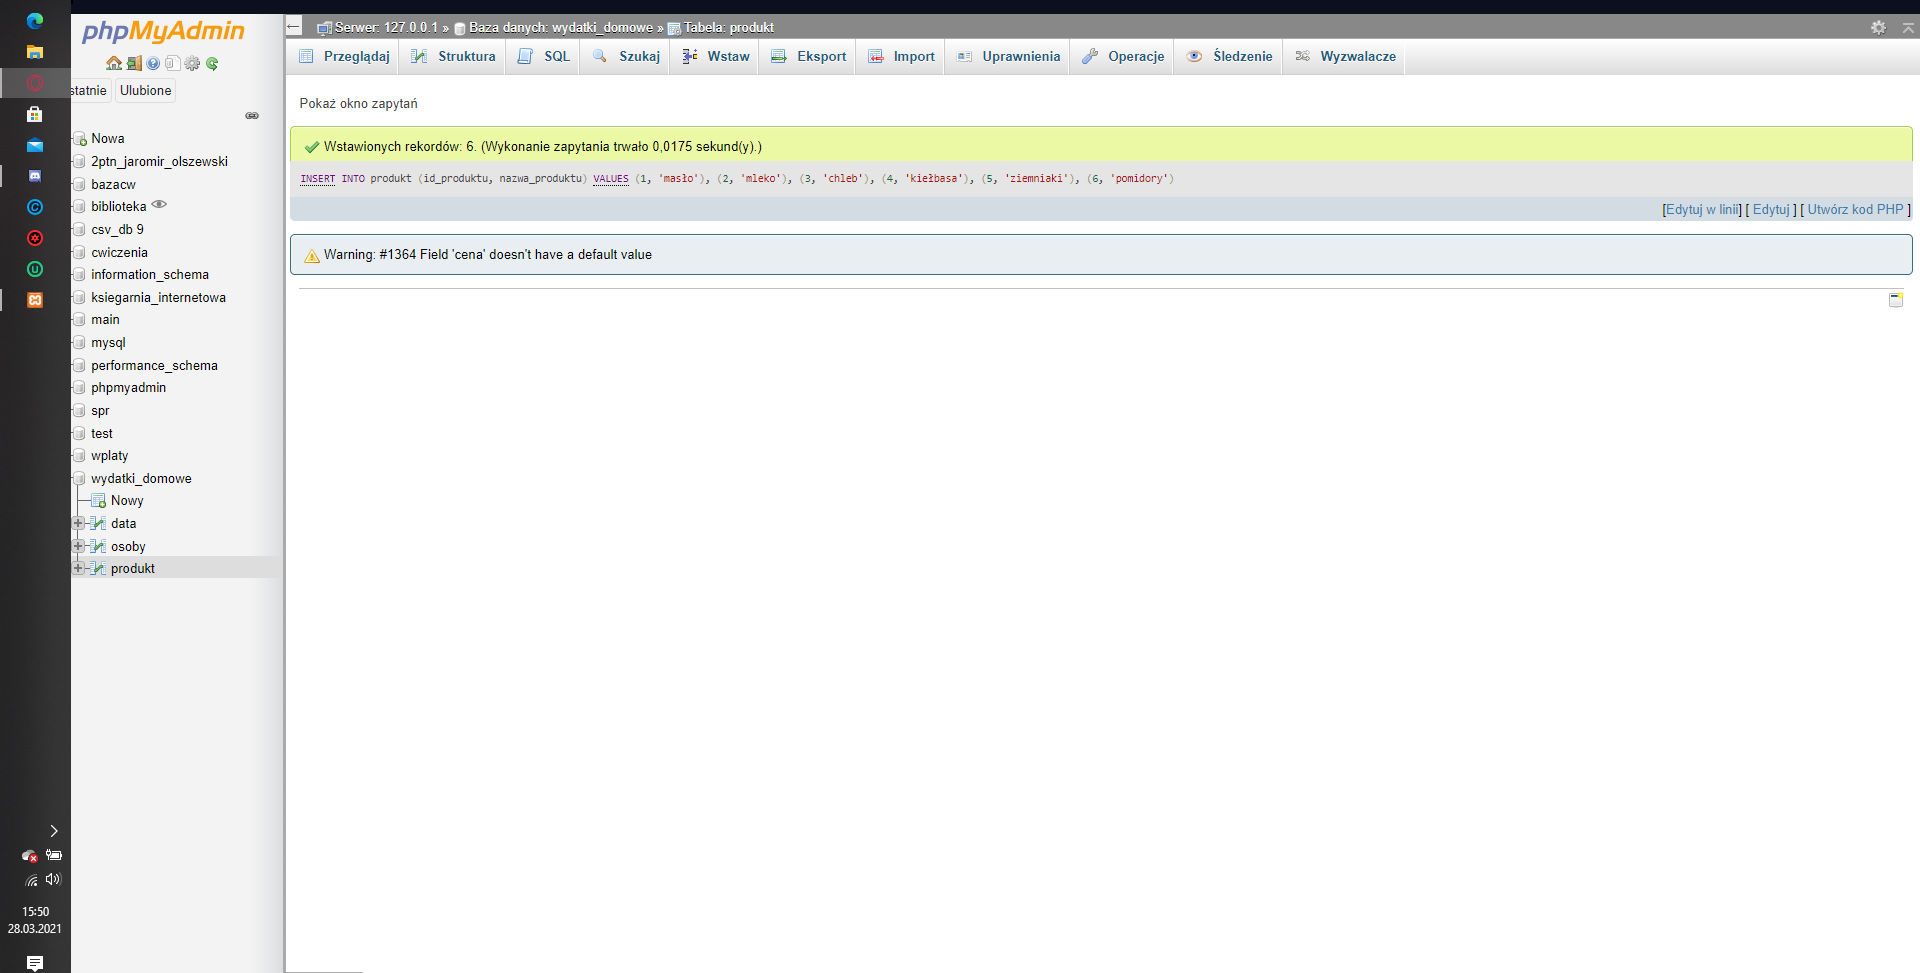 phpMyAdmin
statnie Ulubione
Nowa
2ptn_jaromir_olszewski
bazacw
biblioteka
csv_db 9
cwiczenia
information_schema
ksiegarnia_internetowa
main
mysql
performance_schema
phpmyadmin
spr
test
wplaty
wydatki_domowe
Nowy
data
osoby
produkt
15:50
28.03.2021
Serwer: 127.0.0.1 » Baza danych: wydatki_domowe » Tabela: produkt
Przeglądaj Struktura SQL Szukaj Wstaw Eksport Import Uprawnienia Operacje Śledzenie Wyzwalacze
Pokaż okno zapytań
Wstawionych rekordów: 6. (Wykonanie zapytania trwało 0,0175 sekund(y).)
INSERT INTO produkt (id_produktu, nazwa_produktu) VALUES (1, 'masło'), (2, 'mleko'), (3, 'chleb'), (4, 'kiełbasa'), (5, 'ziemniaki'), (6, 'pomidory')
[Edytuj w linii] [ Edytuj ] [ Utwórz kod PHP ]
Warning: #1364 Field 'cena' doesn't have a default value